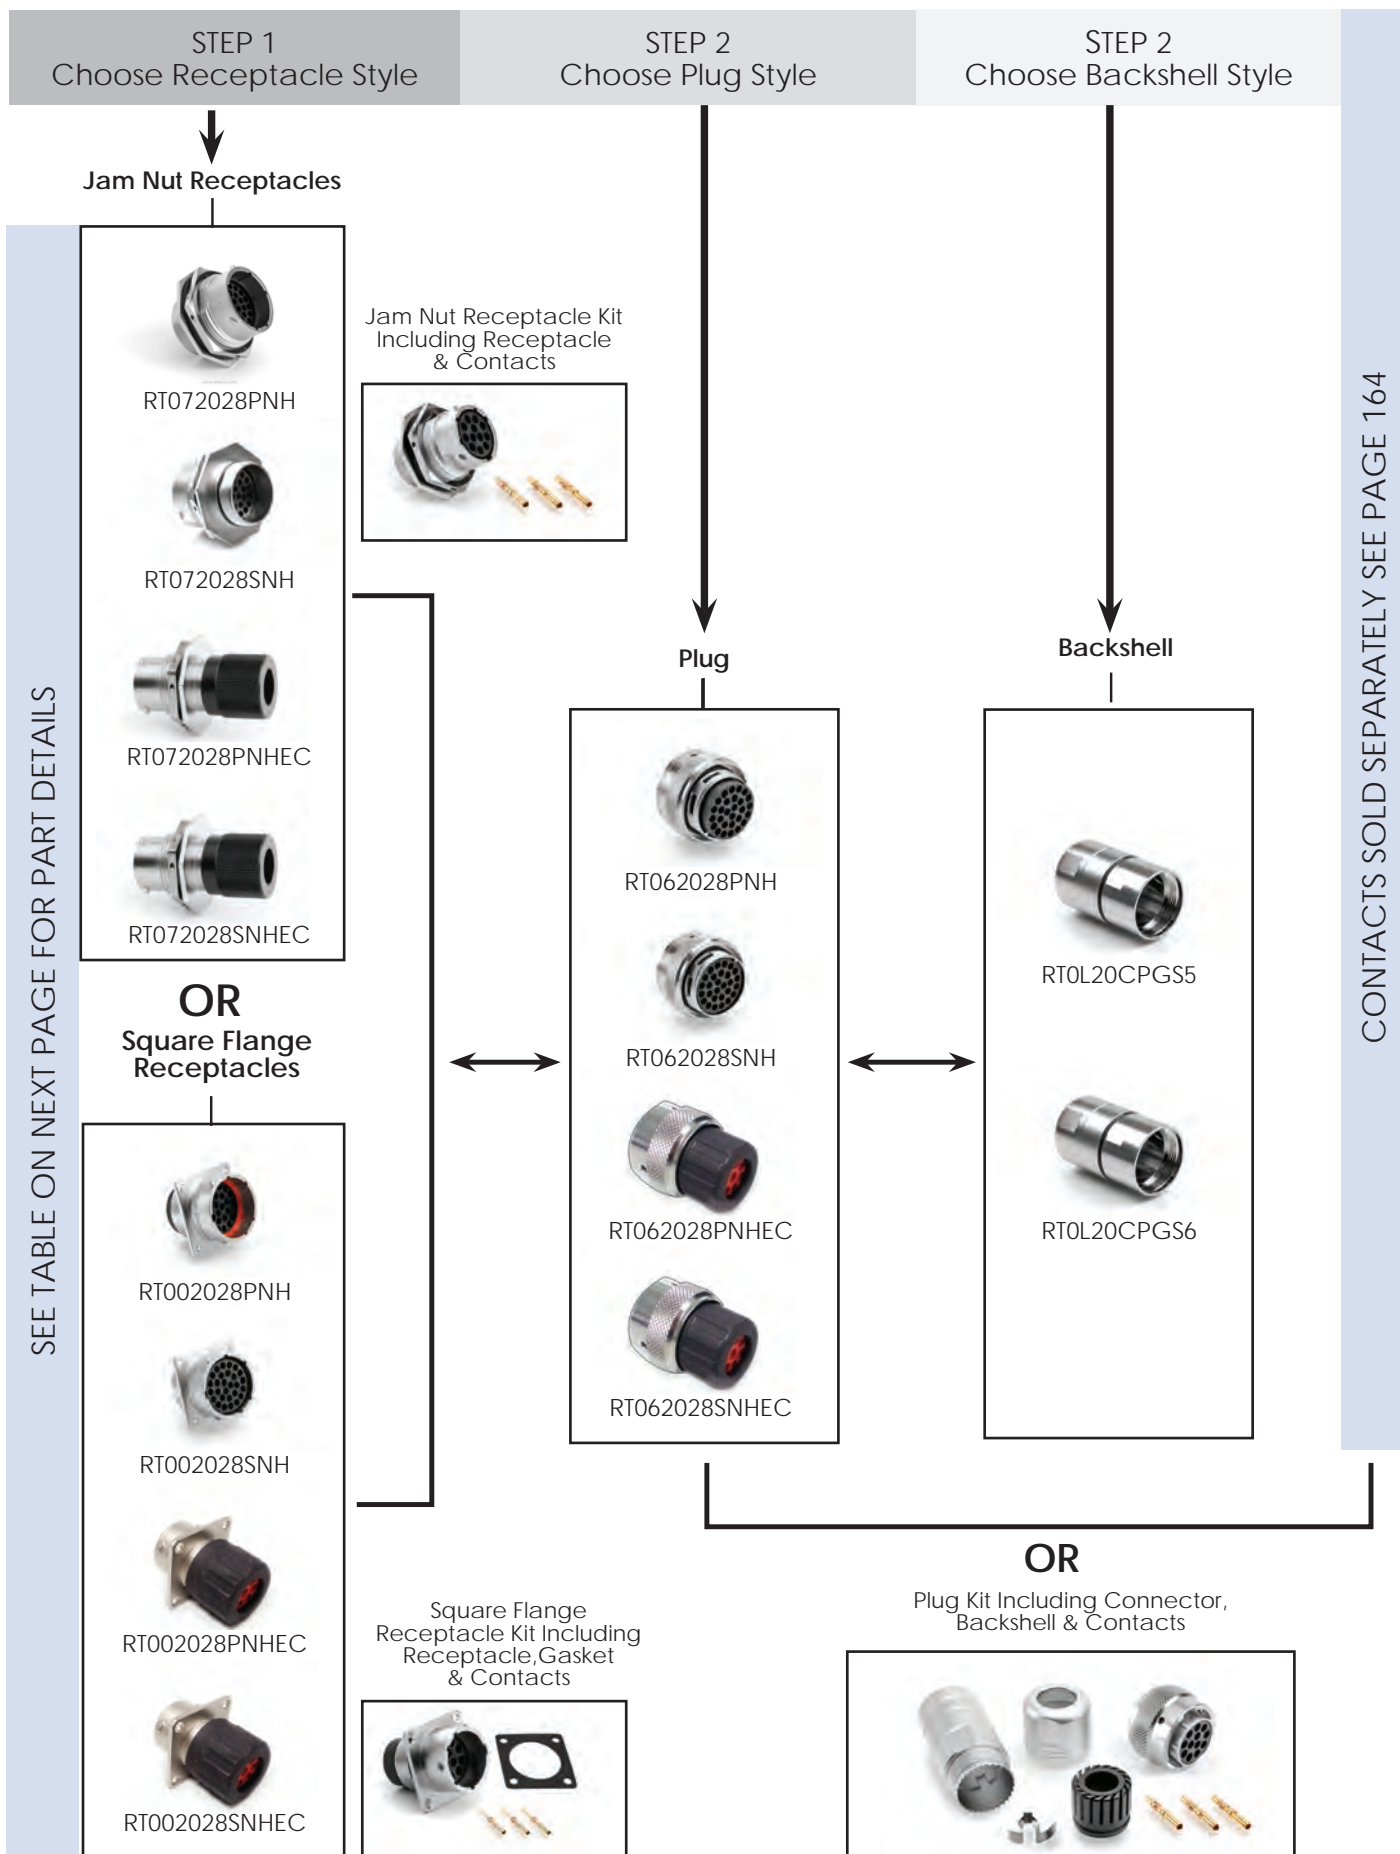 STEP 1
Choose Receptacle Style
STEP 2
Choose Plug Style
STEP 2
Choose Backshell Style
Jam Nut Receptacles
RT072028PNH
RT072028SNH
RT072028PNHEC
RT072028SNHEC
Jam Nut Receptacle Kit
Including Receptacle
& Contacts
OR
Square Flange
Receptacles
RT002028PNH
RT002028SNH
RT002028PNHEC
RT002028SNHEC
Square Flange
Receptacle Kit Including
Receptacle,Gasket
& Contacts
Plug
RT062028PNH
RT062028SNH
RT062028PNHEC
RT062028SNHEC
Backshell
RT0L20CPGS5
RT0L20CPGS6
OR
Plug Kit Including Connector,
Backshell & Contacts
SEE TABLE ON NEXT PAGE FOR PART DETAILS
CONTACTS SOLD SEPARATELY SEE PAGE 164